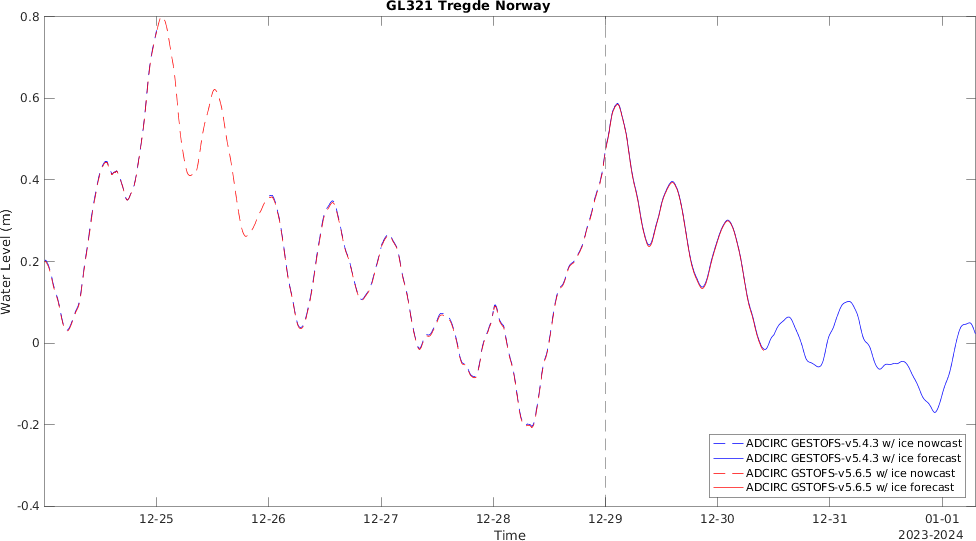 GL321 Tregde Norway
0.8
0.6
0.4
0.2
0
-0.2
-0.4
Water Level (m)
ADCIRC GESTOFS-v5.4.3 w/ ice nowcast
ADCIRC GESTOFS-v5.4.3 w/ ice forecast
ADCIRC GSTOFS-v5.6.5 w/ ice nowcast
ADCIRC GSTOFS-v5.6.5 w/ ice forecast
12-25 12-26 12-27 12-28 12-29 12-30 12-31 01-01
Time
2023-2024